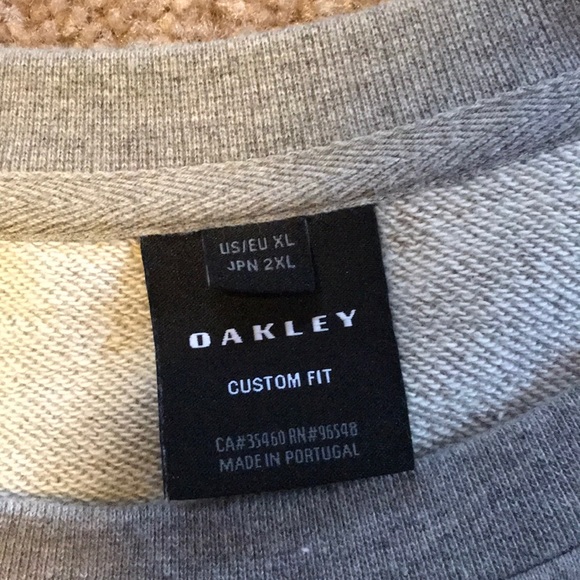 US/EU XL
JPN 2XL
OAKLEY
CUSTOM FIT
CA#35460 RN#96548
MADE IN PORTUGAL